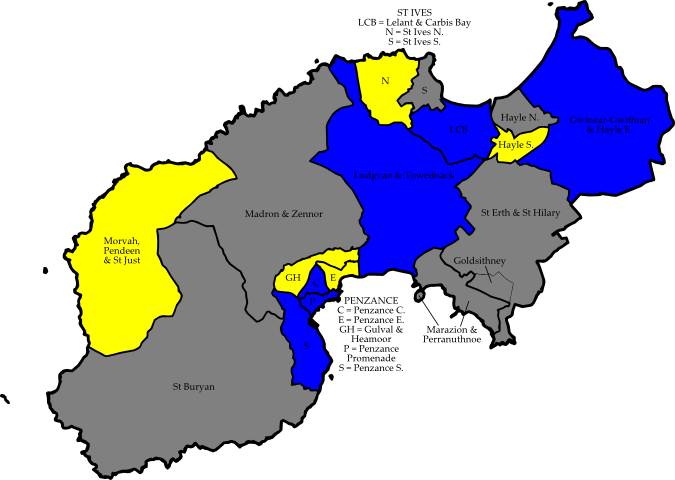 ST IVES
LCB = Lelant & Carbis Bay
N = St Ives N.
S = St Ives S.
N
S
Hayle N.
Gwinear-Gwithian
& Hayle E.
LCB
Hayle S.
Ludgvan & Towednack
Madron & Zennor
St Erth & St Hilary
Morvah,
Pendeen
& St Just
Goldsithney
GH
C
E
P
PENZANCE
C = Penzance C.
E = Penzance E.
GH = Gulval &
Heamoor
P = Penzance
Promenade
S = Penzance S.
Marazion &
Perranuthnoe
S
St Buryan